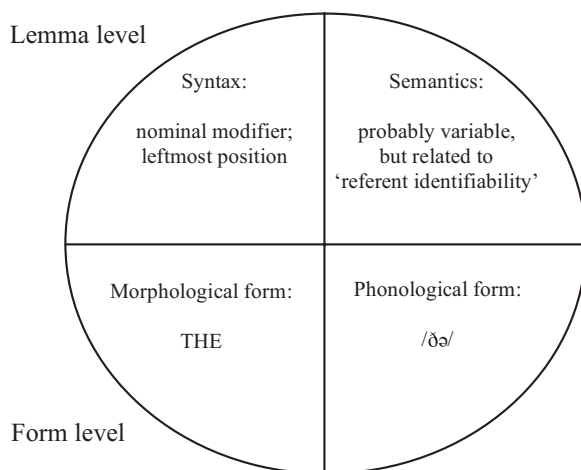 Lemma level
Syntax:
nominal modifier;
leftmost position
Semantics:
probably variable,
but related to
‘referent identifiability’
Morphological form:
THE
Phonological form:
/ðə/
Form level